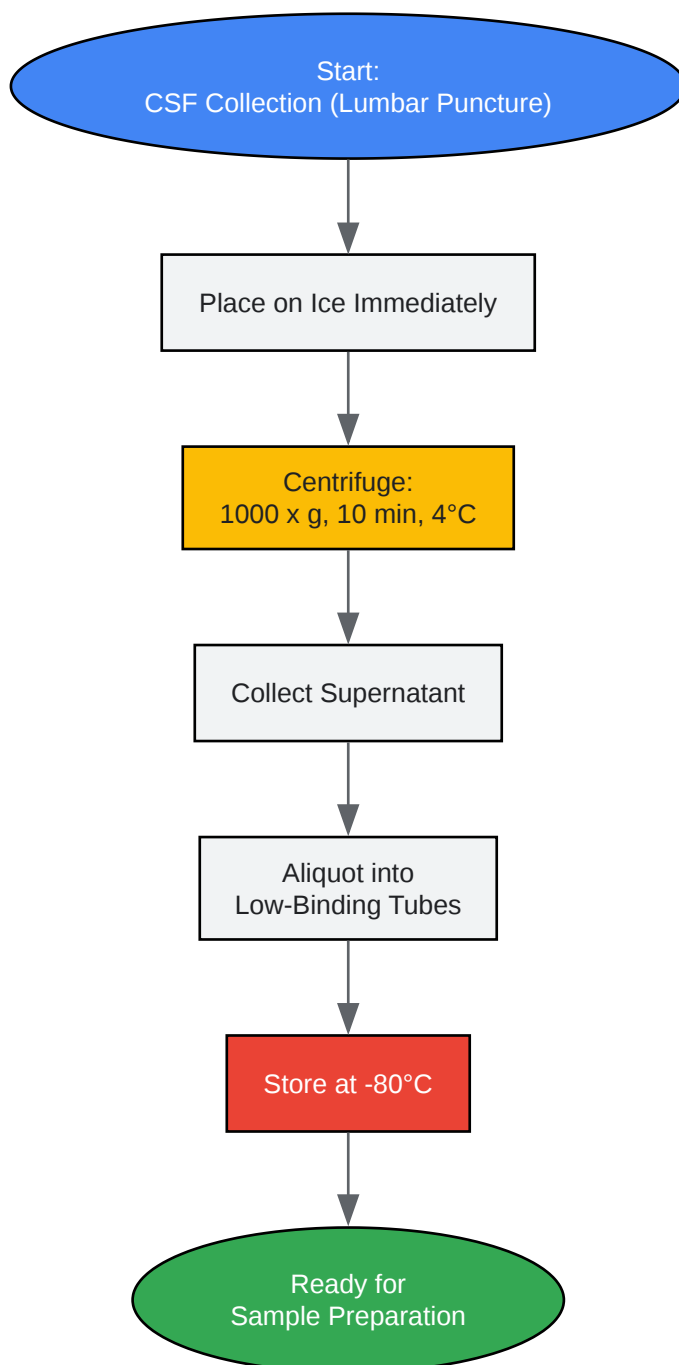 Start:
CSF Collection (Lumbar Puncture)
Place on Ice Immediately
Centrifuge:
1000 x g, 10 min, 4°C
Collect Supernatant
Aliquot into
Low-Binding Tubes
Store at -80°C
Ready for
Sample Preparation